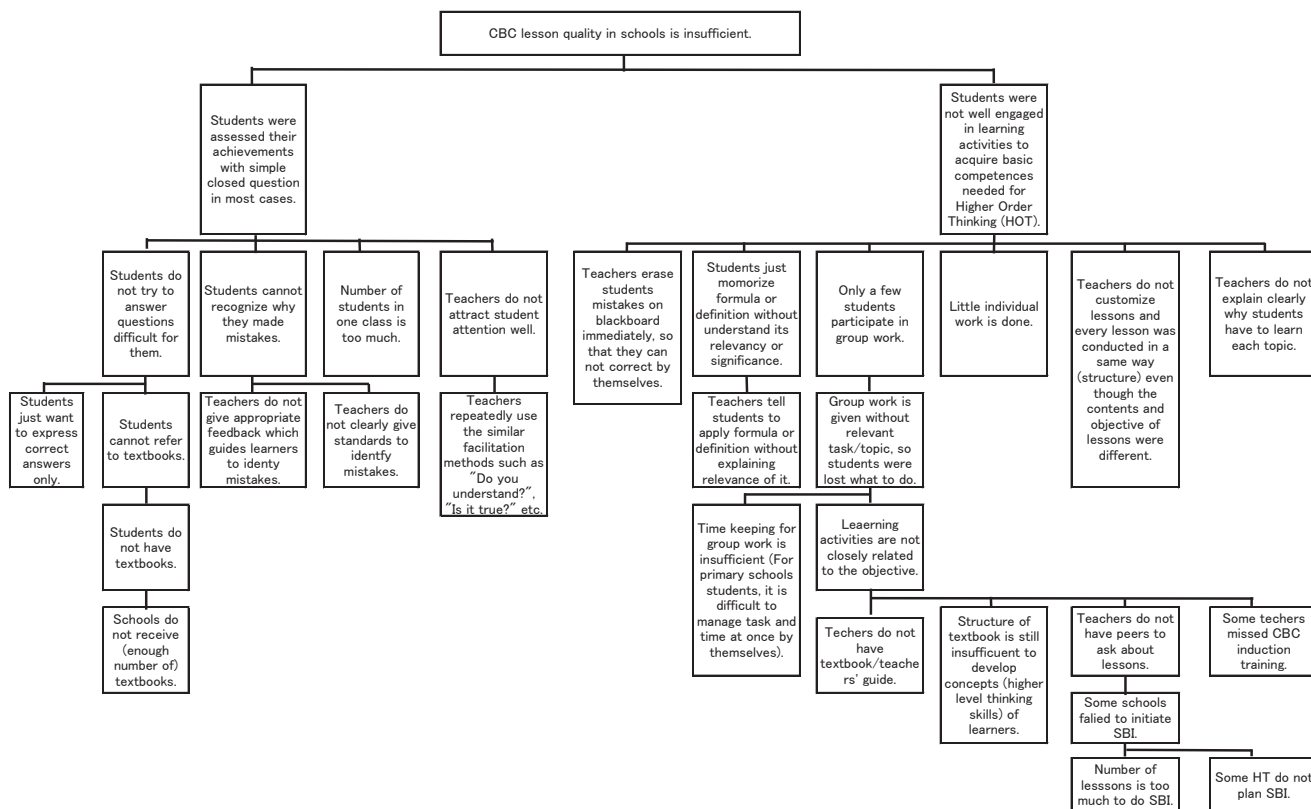 CBC lesson quality in schools is insufficient.
Students were
assessed their
achievements
with simple
closed question
in most cases.
Students were
not well engaged
in learning
activities to
acquire basic
competences
needed for
Higher Order
Thinking (HOT).
Students do
not try to
answer
questions
difficult for
them.
Students cannot
recognize why
they made
mistakes.
Number of
students in
one class is
too much.
Teachers do not
attract student
attention well.
Teachers erase
students
mistakes on
blackboard
immediately, so
that they can
not correct by
themselves.
Students just
momorize
formula or
definition without
understand its
relevancy or
significance.
Only a few
students
participate in
group work.
Little individual
work is done.
Teachers do not
customize
lessons and
every lesson was
conducted in a
same way
(structure) even
though the
contents and
objective of
lessons were
different.
Teachers do not
explain clearly
why students
have to learn
each topic.
Students
just want
to express
correct
answers
only.
Students
cannot refer
to textbooks.
Teachers do not
give appropriate
feedback which
guides learners
to identy
mistakes.
Teachers do
not clearly give
standards to
identfy
mistakes.
Teachers
repeatedly use
the similar
facilitation
methods such as
"Do you
understand?",
"Is it true?" etc.
Teachers tell
students to
apply formula or
definition without
explaining
relevance of it.
Group work is
given without
relevant
task/topic, so
students were
lost what to do.
Students do
not have
textbooks.
Time keeping for
group work is
insufficient (For
primary schools
students, it is
difficult to
manage task and
time at once by
themselves).
Leaerning
activities are not
closely related
to the objective.
Schools do
not receive
(enough
number of)
textbooks.
Techers do not
have
textbook/teache
rs' guide.
Structure of
textbook is still
insufficuent to
develop
concepts (higher
level thinking
skills) of
learners.
Teachers do not
have peers to
ask about
lessons.
Some techers
missed CBC
induction
training.
Some schools
falied to initiate
SBI.
Number of
lesssons is too
much to do SBI.
Some HT do not
plan SBI.